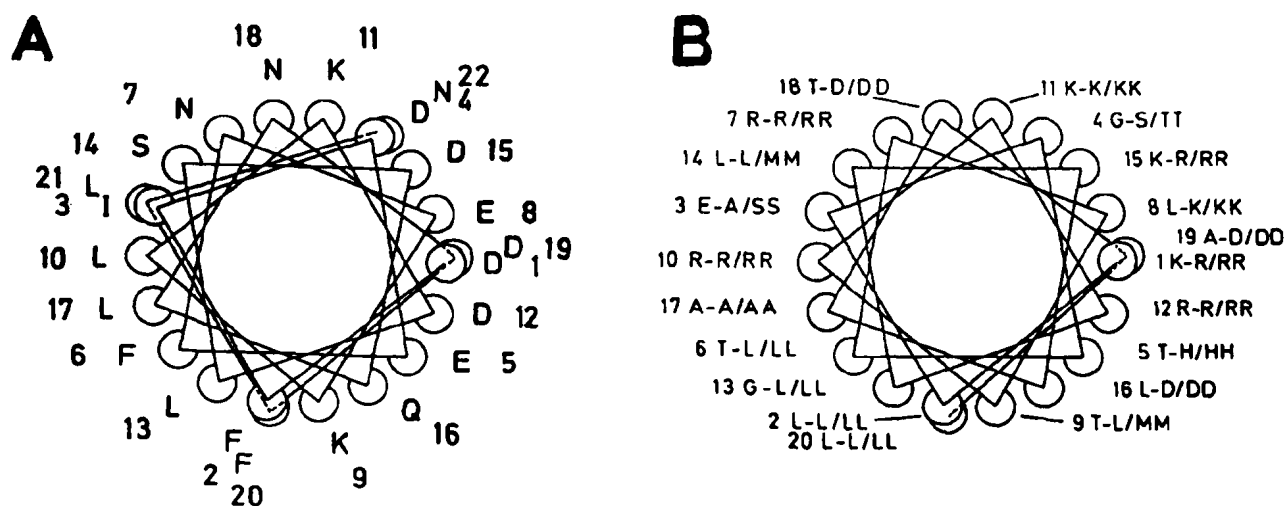 A
B
18
11
N
K
7
N
D
N
22
4
14
S
D
15
21
L
3
I
E
8
10
L
D
D
1
19
17
L
D
12
6
F
E
5
13
L
Q
16
2
F
F
20
K
9
18 T-D/DD
11 K-K/KK
7 R-R/RR
4 G-S/TT
14 L-L/MM
15 K-R/RR
3 E-A/SS
8 L-K/KK
19 A-D/DD
10 R-R/RR
1 K-R/RR
17 A-A/AA
12 R-R/RR
6 T-L/LL
5 T-H/HH
13 G-L/LL
16 L-D/DD
2 L-L/LL
9 T-L/MM
20 L-L/LL